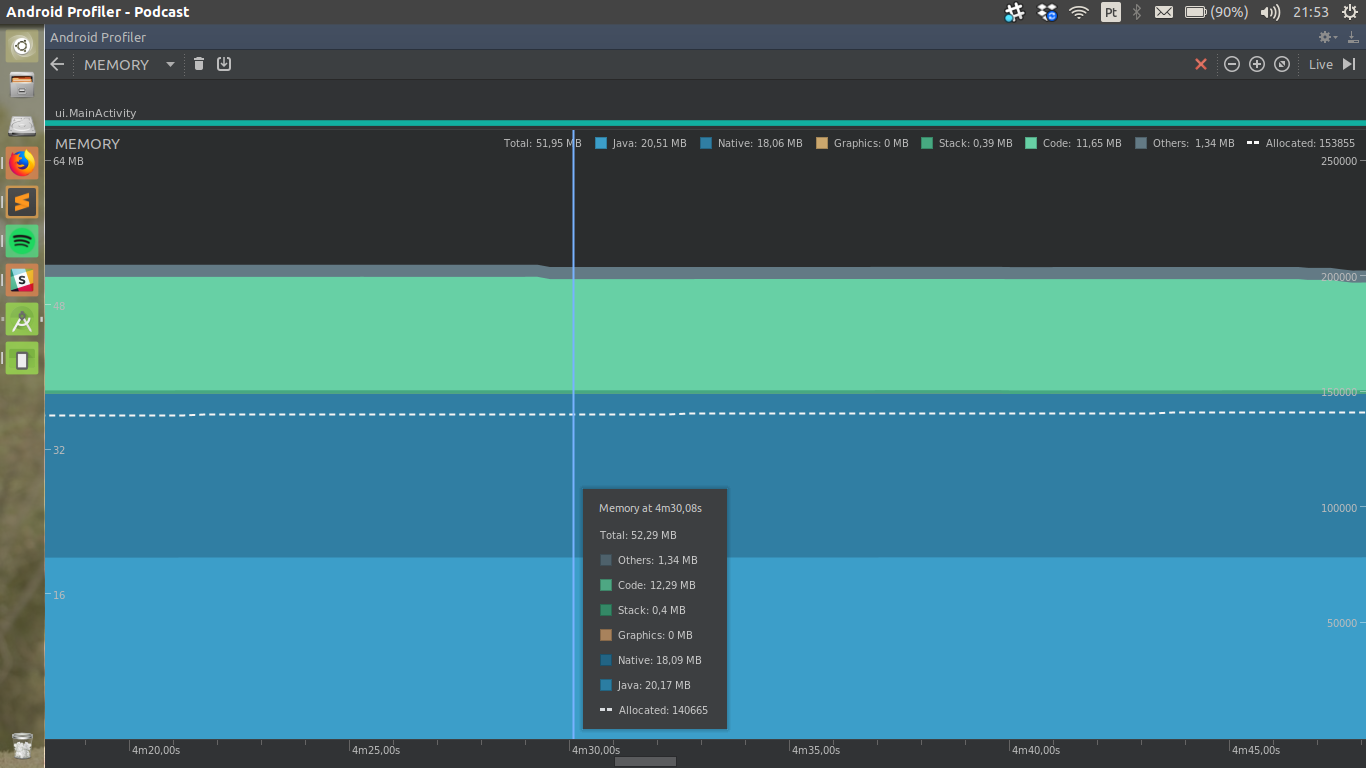 Android Profiler - Podcast
Pt
(90%)
21:53
Android Profiler
MEMORY
Live
ui.MainActivity
MEMORY
Total: 51,95 MB
Java: 20,51 MB
Native: 18,06 MB
Graphics: 0 MB
Stack: 0,39 MB
Code: 11,65 MB
Others: 1,34 MB
Allocated: 153855
64 MB
250000
200000
48
150000
32
100000
16
50000
Memory at 4m30,08s
Total: 52,29 MB
Others: 1,34 MB
Code: 12,29 MB
Stack: 0,4 MB
Graphics: 0 MB
Native: 18,09 MB
Java: 20,17 MB
Allocated: 140665
4m20,00s
4m25,00s
4m30,00s
4m35,00s
4m40,00s
4m45,00s